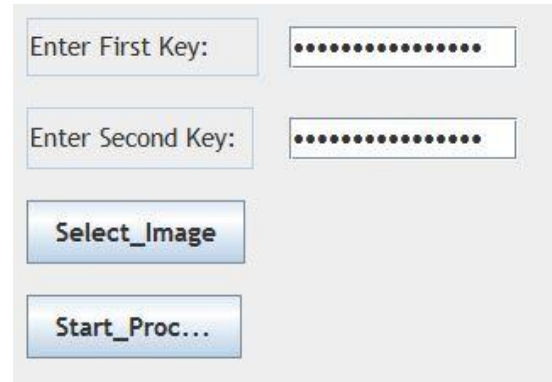 Enter First Key: ••••••••••••••••
Enter Second Key: ••••••••••••••••
Select_Image
Start_Proc...